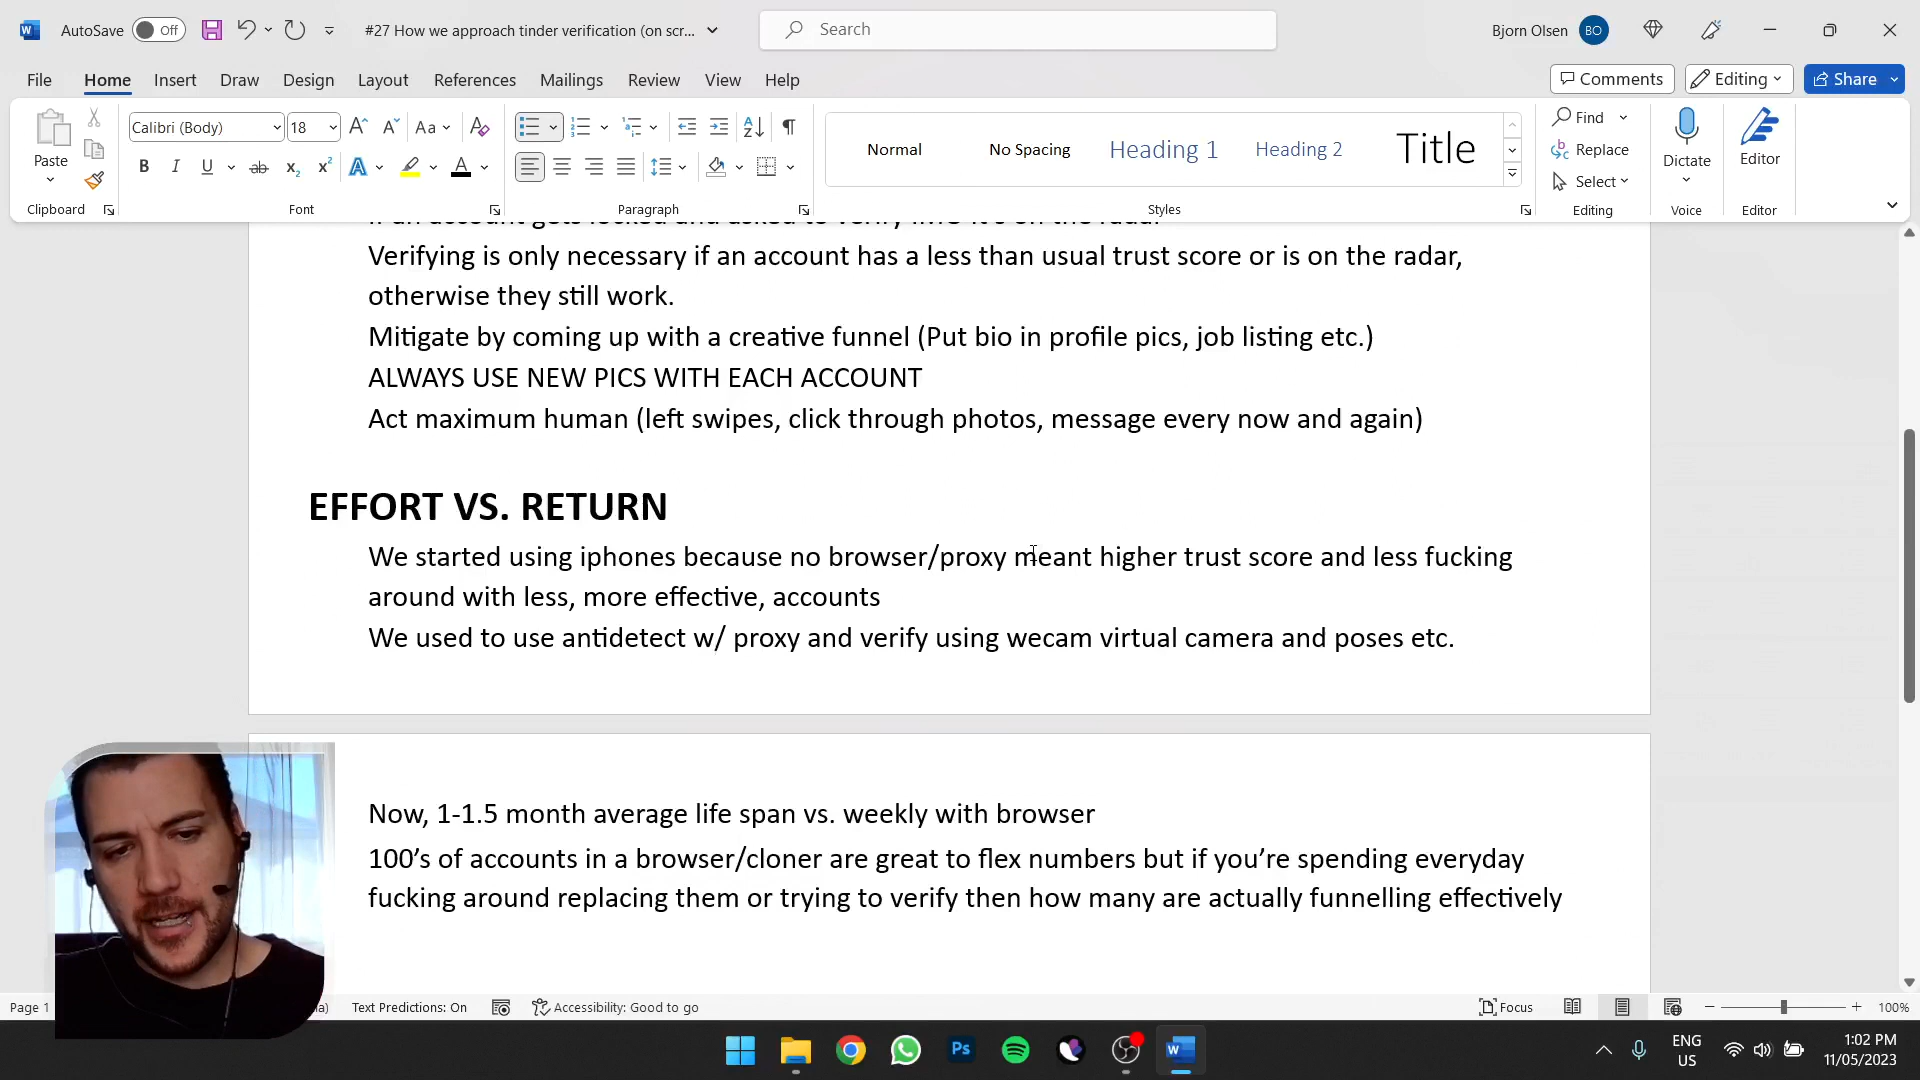 AutoSave Off #27 How we approach tinder verification (on scr... Search Bjorn Olsen BO
File Home Insert Draw Design Layout References Mailings Review View Help Comments Editing Share
Calibri (Body) 18 Aa
Paste
B I U ab x₂ x² A A
Normal No Spacing Heading 1 Heading 2 Title
Find
Replace
Select
Dictate
Editor
Clipboard Font Paragraph Styles Editing Voice Editor
Verifying is only necessary if an account has a less than usual trust score or is on the radar,
otherwise they still work.
Mitigate by coming up with a creative funnel (Put bio in profile pics, job listing etc.)
ALWAYS USE NEW PICS WITH EACH ACCOUNT
Act maximum human (left swipes, click through photos, message every now and again)
EFFORT VS. RETURN
We started using iphones because no browser/proxy meant higher trust score and less fucking
around with less, more effective, accounts
We used to use antidetect w/ proxy and verify using wecam virtual camera and poses etc.
Now, 1-1.5 month average life span vs. weekly with browser
100’s of accounts in a browser/cloner are great to flex numbers but if you’re spending everyday
fucking around replacing them or trying to verify then how many are actually funnelling effectively
Page 1 Text Predictions: On Accessibility: Good to go Focus 100%
Ps W
ENG
US
1:02 PM
11/05/2023